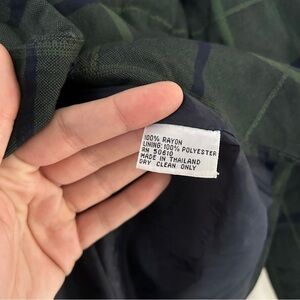 100% RAYON
LINING: 100% POLYESTER
RN 50610
MADE IN THAILAND
DRY CLEAN ONLY